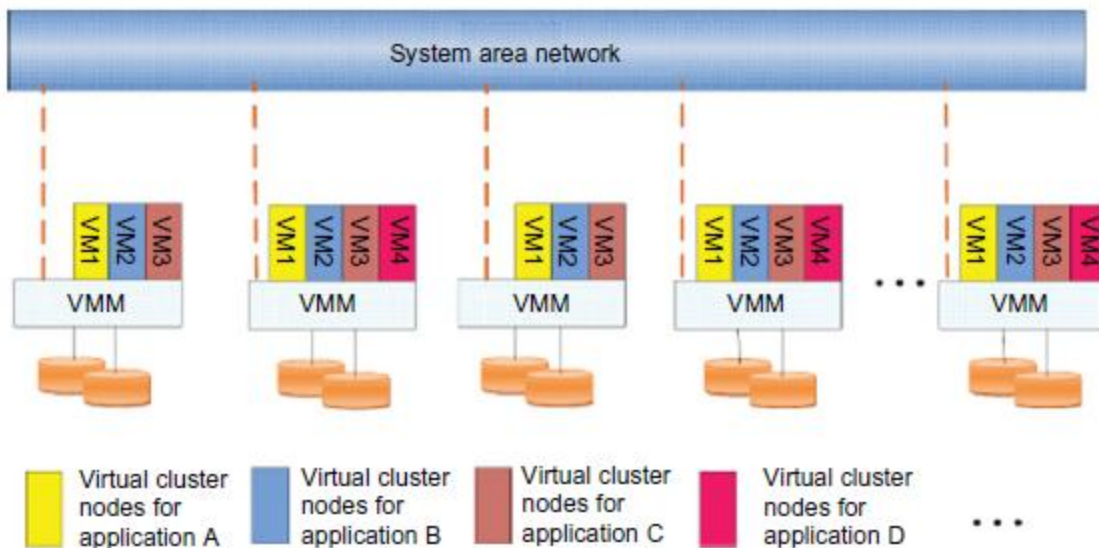 System area network
VM1 VM2 VM3
VM1 VM2 VM3 VM4
VM1 VM2 VM3
VM1 VM2 VM3 VM4
...
VM1 VM2 VM3 VM4
VMM
VMM
VMM
VMM
VMM
Virtual cluster
nodes for
application A
Virtual cluster
nodes for
application B
Virtual cluster
nodes for
application C
Virtual cluster
nodes for
application D
...